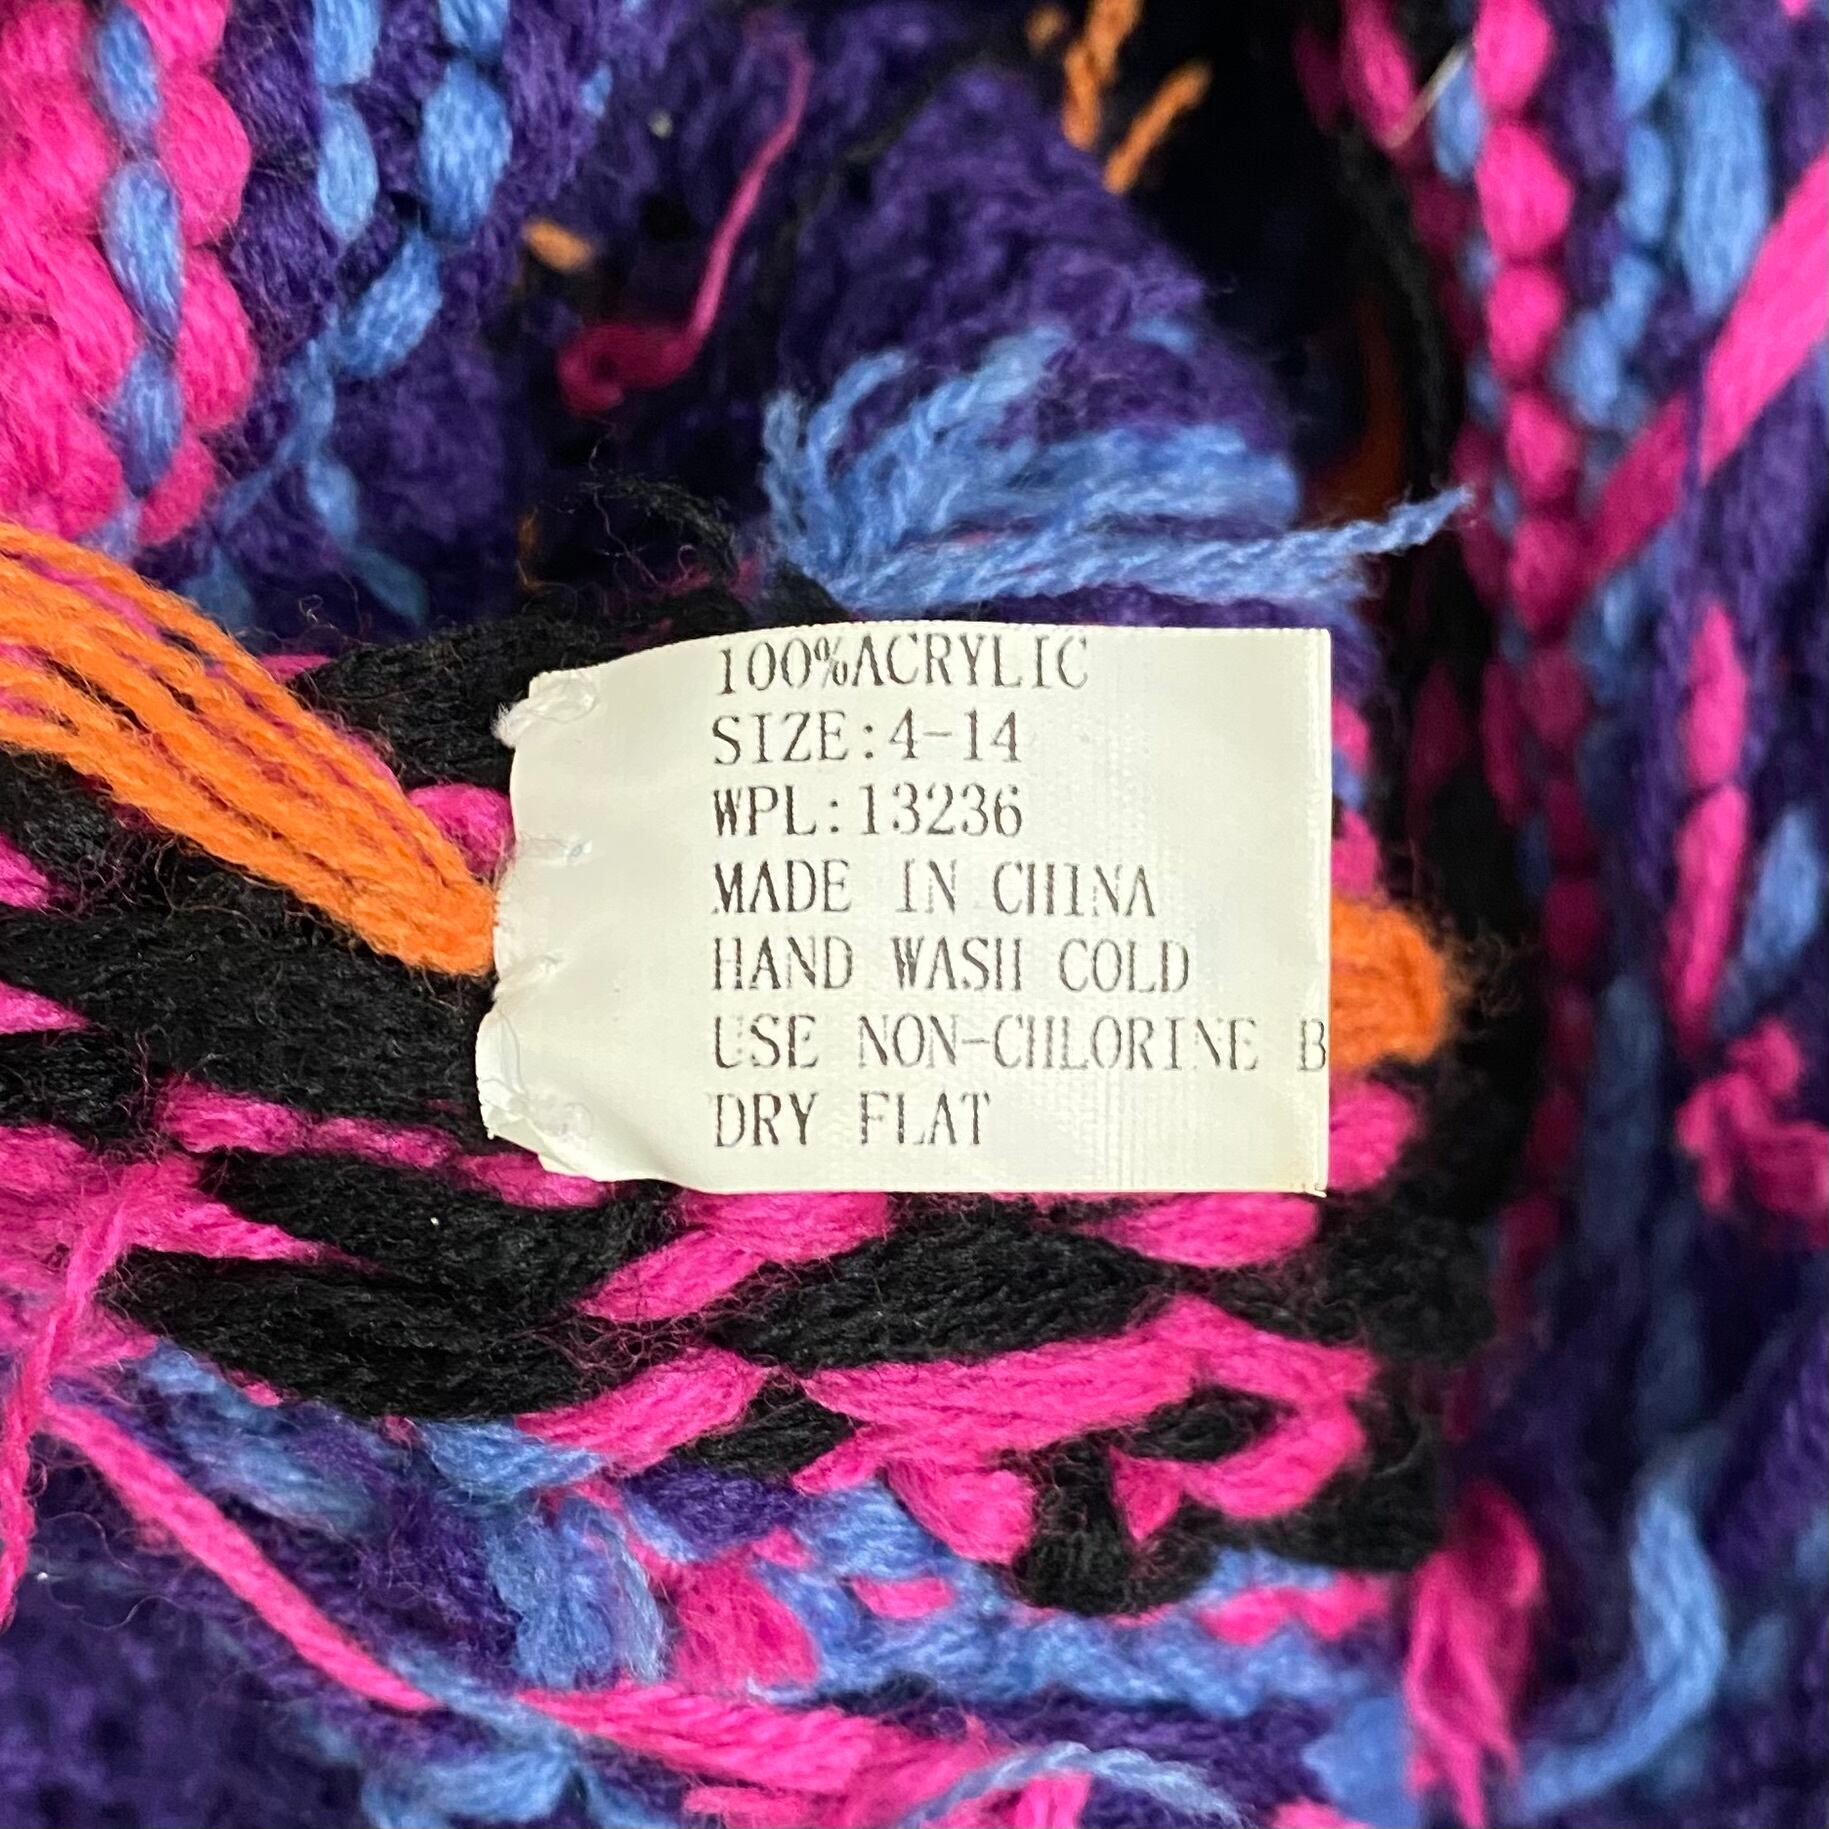 100%ACRYLIC
SIZE:4-14
WPL:13236
MADE IN CHINA
HAND WASH COLD
USE NON-CHLORINE B
DRY FLAT